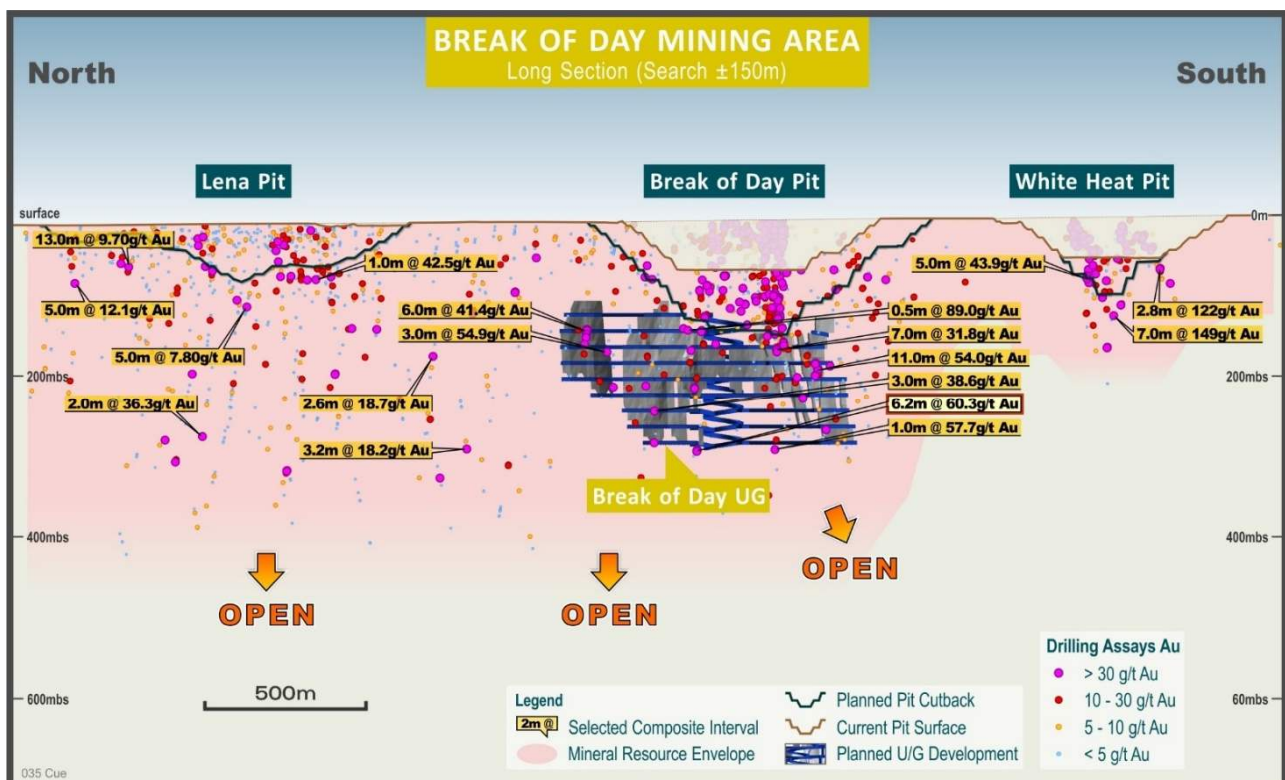 BREAK OF DAY MINING AREA
Long Section (Search ±150m)
North
South
Lena Pit
Break of Day Pit
White Heat Pit
surface
0m
13.0m @ 9.70g/t Au
1.0m @ 42.5g/t Au
5.0m @ 12.1g/t Au
5.0m @ 7.80g/t Au
2.0m @ 36.3g/t Au
2.6m @ 18.7g/t Au
3.2m @ 18.2g/t Au
6.0m @ 41.4g/t Au
3.0m @ 54.9g/t Au
0.5m @ 89.0g/t Au
7.0m @ 31.8g/t Au
11.0m @ 54.0g/t Au
3.0m @ 38.6g/t Au
6.2m @ 60.3g/t Au
1.0m @ 57.7g/t Au
5.0m @ 43.9g/t Au
2.8m @ 122g/t Au
7.0m @ 149g/t Au
200mbs
200mbs
Break of Day UG
400mbs
400mbs
OPEN
OPEN
OPEN
600mbs
60mbs
500m
Legend
2m @
Selected Composite Interval
Mineral Resource Envelope
Planned Pit Cutback
Current Pit Surface
Planned U/G Development
Drilling Assays Au
> 30 g/t Au
10 - 30 g/t Au
5 - 10 g/t Au
< 5 g/t Au
035 Cue